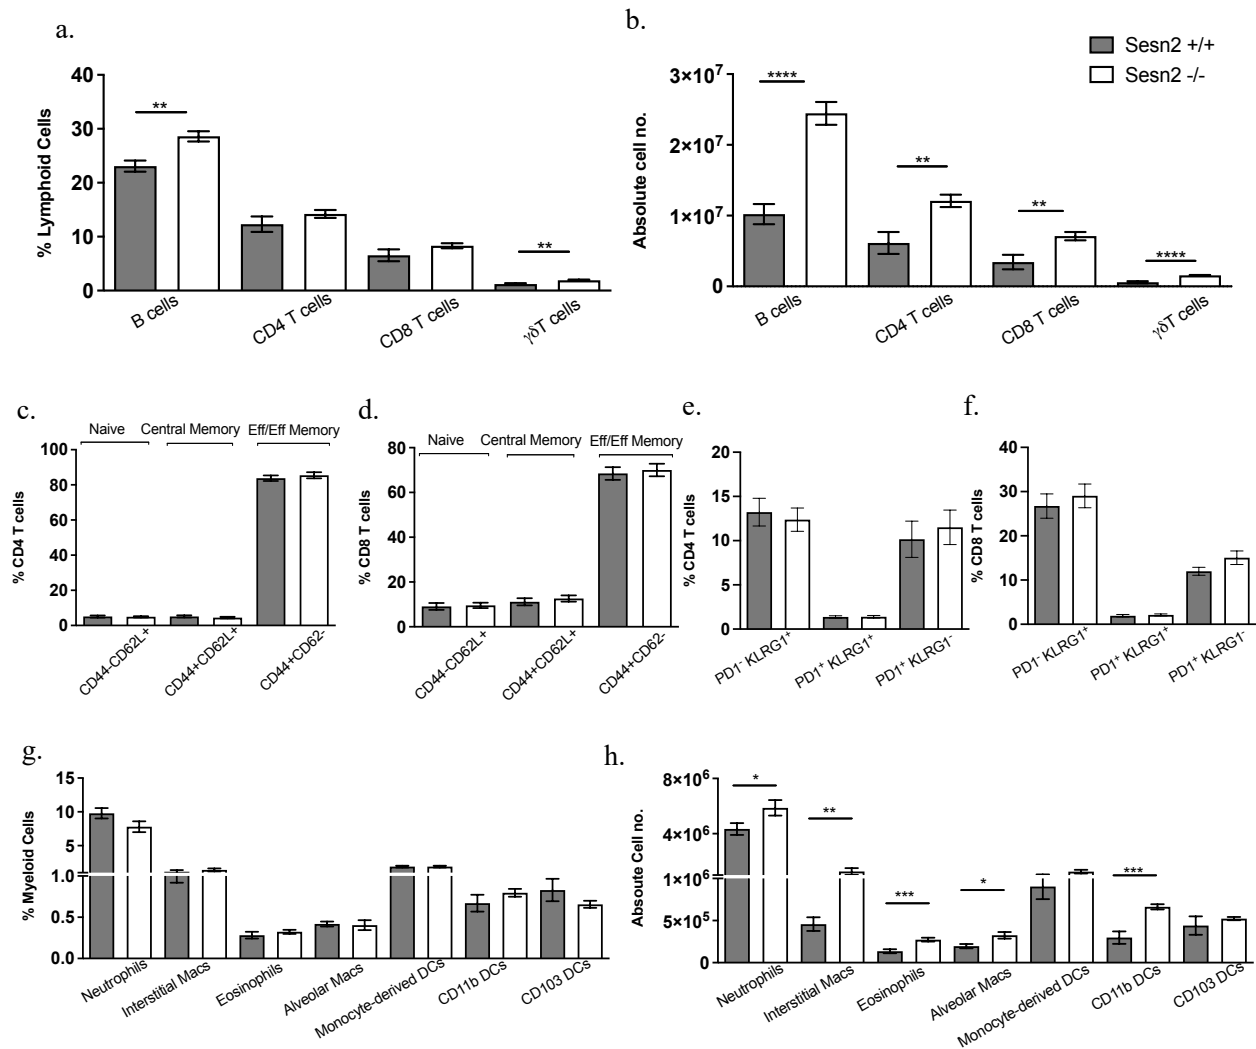 a.
% Lymphoid Cells
40
30
20
10
0
**
**
B cells
CD4 T cells
CD8 T cells
γδT cells
b.
Sesn2 +/+
Sesn2 -/-
Absolute cell no.
3×10⁷
2×10⁷
1×10⁷
0
****
**
**
****
B cells
CD4 T cells
CD8 T cells
γδT cells
c.
Naive
Central Memory
Eff/Eff Memory
% CD4 T cells
100
80
60
40
20
0
CD44-CD62L+
CD44+CD62L+
CD44+CD62-
d.
Naive
Central Memory
Eff/Eff Memory
% CD8 T cells
80
60
40
20
0
CD44-CD62L+
CD44+CD62L+
CD44+CD62-
e.
% CD4 T cells
20
15
10
5
0
PD1⁻ KLRG1⁺
PD1⁺ KLRG1⁺
PD1⁺ KLRG1⁻
f.
% CD8 T cells
40
30
20
10
0
PD1⁻ KLRG1⁺
PD1⁺ KLRG1⁺
PD1⁺ KLRG1⁻
g.
% Myeloid Cells
15
10
5
1.0
0.5
0.0
Neutrophils
Interstitial Macs
Eosinophils
Alveolar Macs
Monocyte-derived DCs
CD11b DCs
CD103 DCs
h.
Absoute Cell no.
8×10⁶
4×10⁶
1×10⁶
5×10⁵
0
*
**
***
*
***
Neutrophils
Interstitial Macs
Eosinophils
Alveolar Macs
Monocyte-derived DCs
CD11b DCs
CD103 DCs